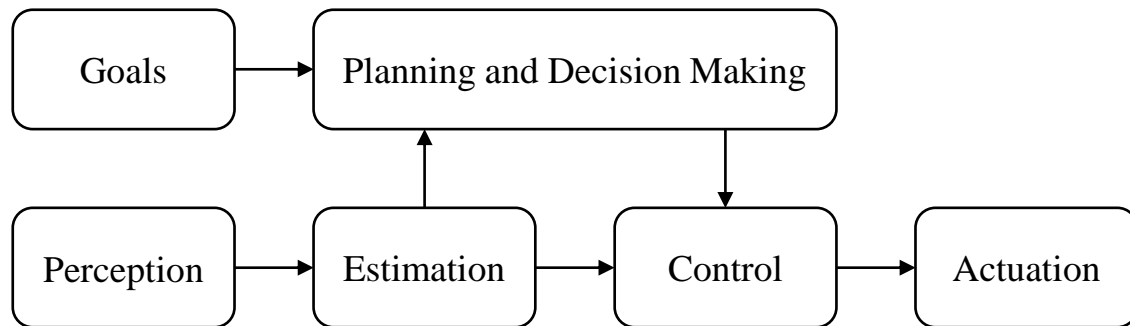 Goals
Planning and Decision Making
Perception
Estimation
Control
Actuation